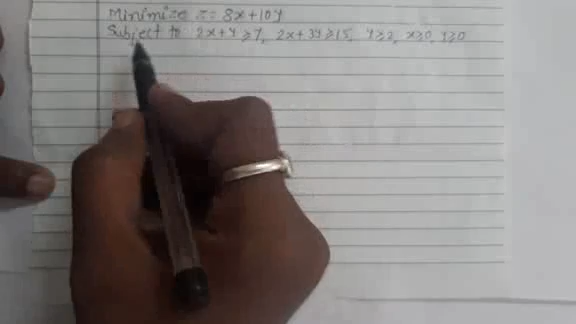 Minimize z = 8x+10y
Subject to 2x+y ≥7, 2x+3y ≥15, y≥2, x≥0, y≥0